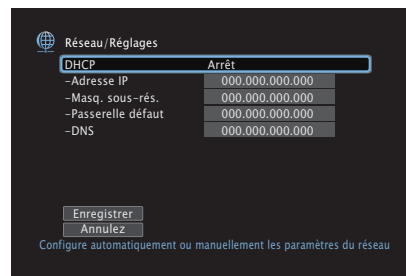 Réseau/Réglages
DHCP Arrêt
–Adresse IP 000.000.000.000
–Masq. sous-rés. 000.000.000.000
–Passerelle défaut 000.000.000.000
–DNS 000.000.000.000
Enregistrer
Annulez
Configure automatiquement ou manuellement les paramètres du réseau